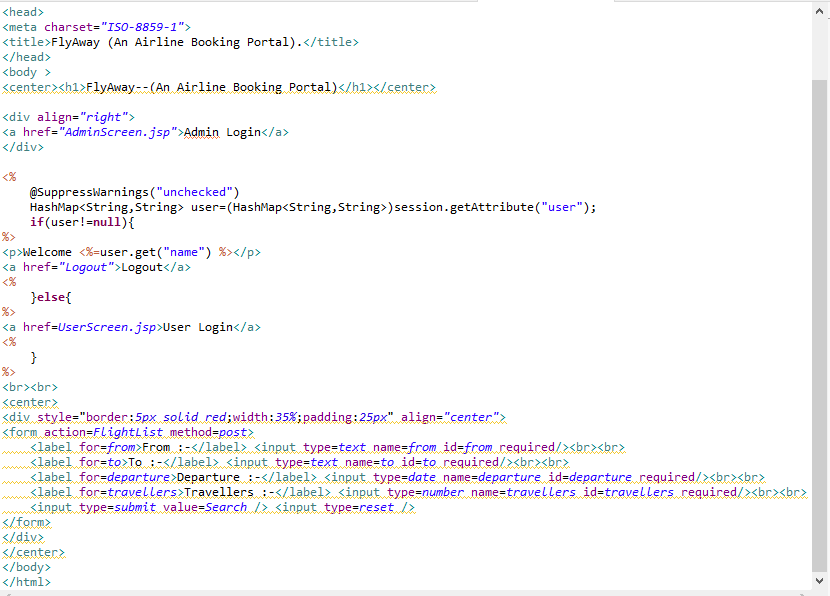 <head>
<meta charset="ISO-8859-1">
<title>FlyAway (An Airline Booking Portal).</title>
</head>
<body >
<center><h1>FlyAway--(An Airline Booking Portal)</h1></center>

<div align="right">
<a href="AdminScreen.jsp">Admin Login</a>
</div>

<%
    @SuppressWarnings("unchecked")
    HashMap<String,String> user=(HashMap<String,String>)session.getAttribute("user");
    if(user!=null){
%>
<p>Welcome <%=user.get("name") %></p>
<a href="Logout">Logout</a>
<%
    }else{
%>
<a href=UserScreen.jsp>User Login</a>
<%
    }
%>
<br><br>
<center>
<div style="border:5px solid red;width:35%;padding:25px" align="center">
<form action=FlightList method=post>
    <label for=from>From :-</label> <input type=text name=from id=from required/><br><br>
    <label for=to>To :-</label> <input type=text name=to id=to required/><br><br>
    <label for=departure>Departure :-</label> <input type=date name=departure id=departure required/><br><br>
    <label for=travellers>Travellers :-</label> <input type=number name=travellers id=travellers required/><br><br>
    <input type=submit value=Search /> <input type=reset />
</form>
</div>
</center>
</body>
</html>